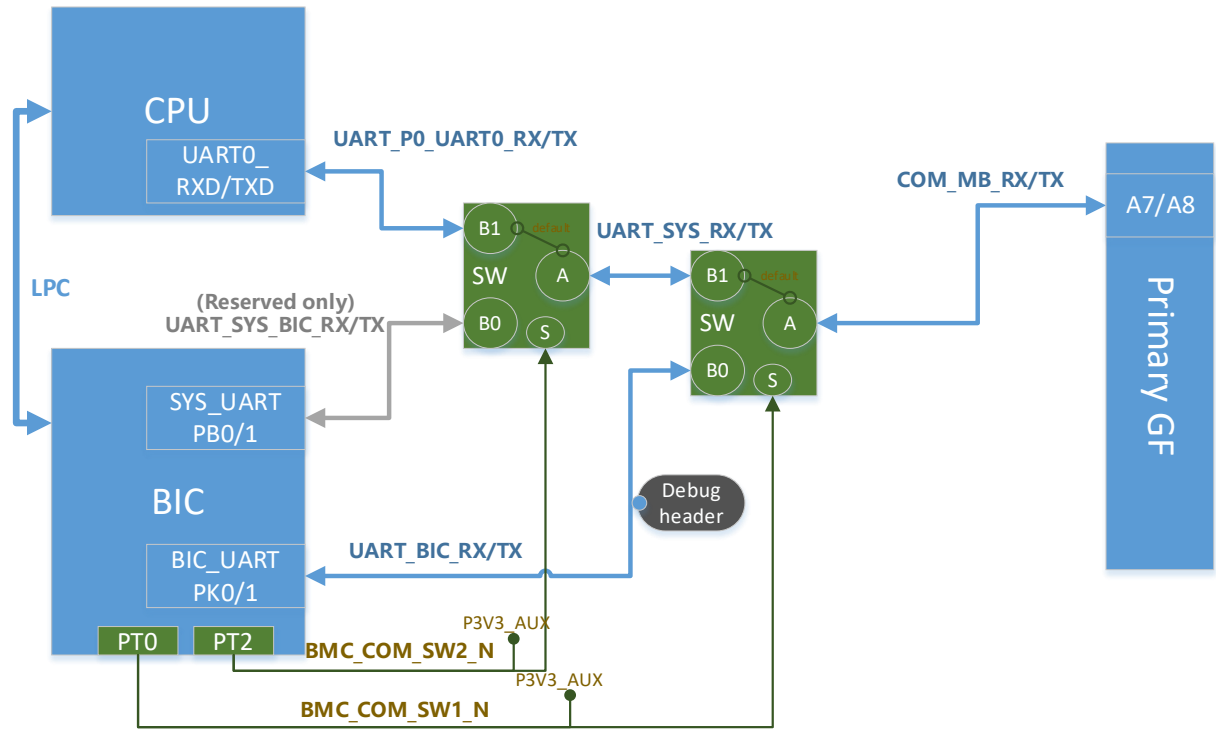 CPU
UART0_
RXD/TXD
UART_P0_UART0_RX/TX
COM_MB_RX/TX
A7/A8
B1
default
UART_SYS_RX/TX
SW
A
B1
default
LPC
(Reserved only)
UART_SYS_BIC_RX/TX
B0
S
SW
A
Primary GF
B0
S
SYS_UART
PB0/1
BIC
Debug
header
BIC_UART
PK0/1
UART_BIC_RX/TX
PT0
PT2
P3V3_AUX
BMC_COM_SW2_N
P3V3_AUX
BMC_COM_SW1_N